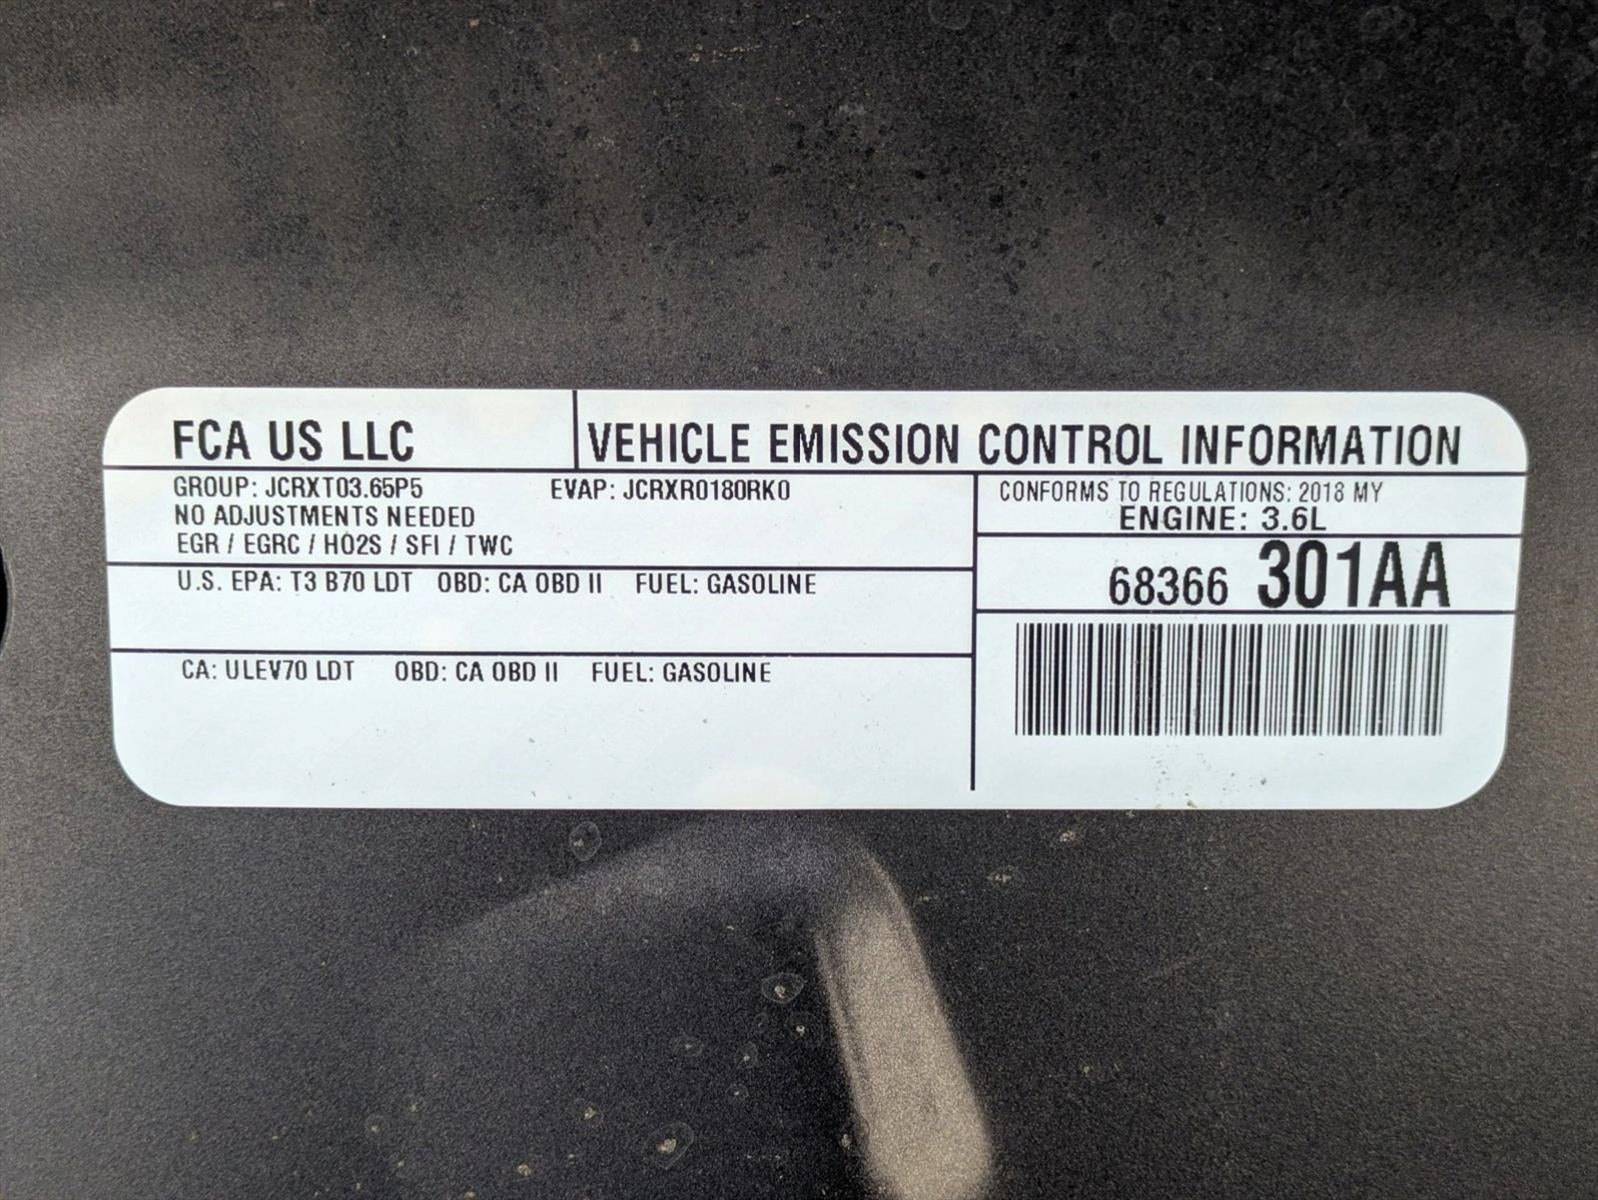 FCA US LLC
VEHICLE EMISSION CONTROL INFORMATION
GROUP: JCRXT03.65P5 EVAP: JCRXR0180RK0
NO ADJUSTMENTS NEEDED
EGR / EGRC / HO2S / SFI / TWC
CONFORMS TO REGULATIONS: 2018 MY
ENGINE: 3.6L
68366 301AA
U.S. EPA: T3 B70 LDT OBD: CA OBD II FUEL: GASOLINE
CA: ULEV70 LDT OBD: CA OBD II FUEL: GASOLINE